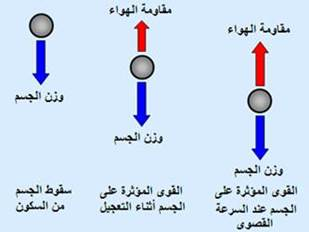 مقاومة الهواء
مقاومة الهواء
وزن الجسم
وزن الجسم
وزن الجسم
القوى المؤثرة على
الجسم عند السرعة
القصوى
القوى المؤثرة على
الجسم أثناء التعجيل
سقوط الجسم
من السكون